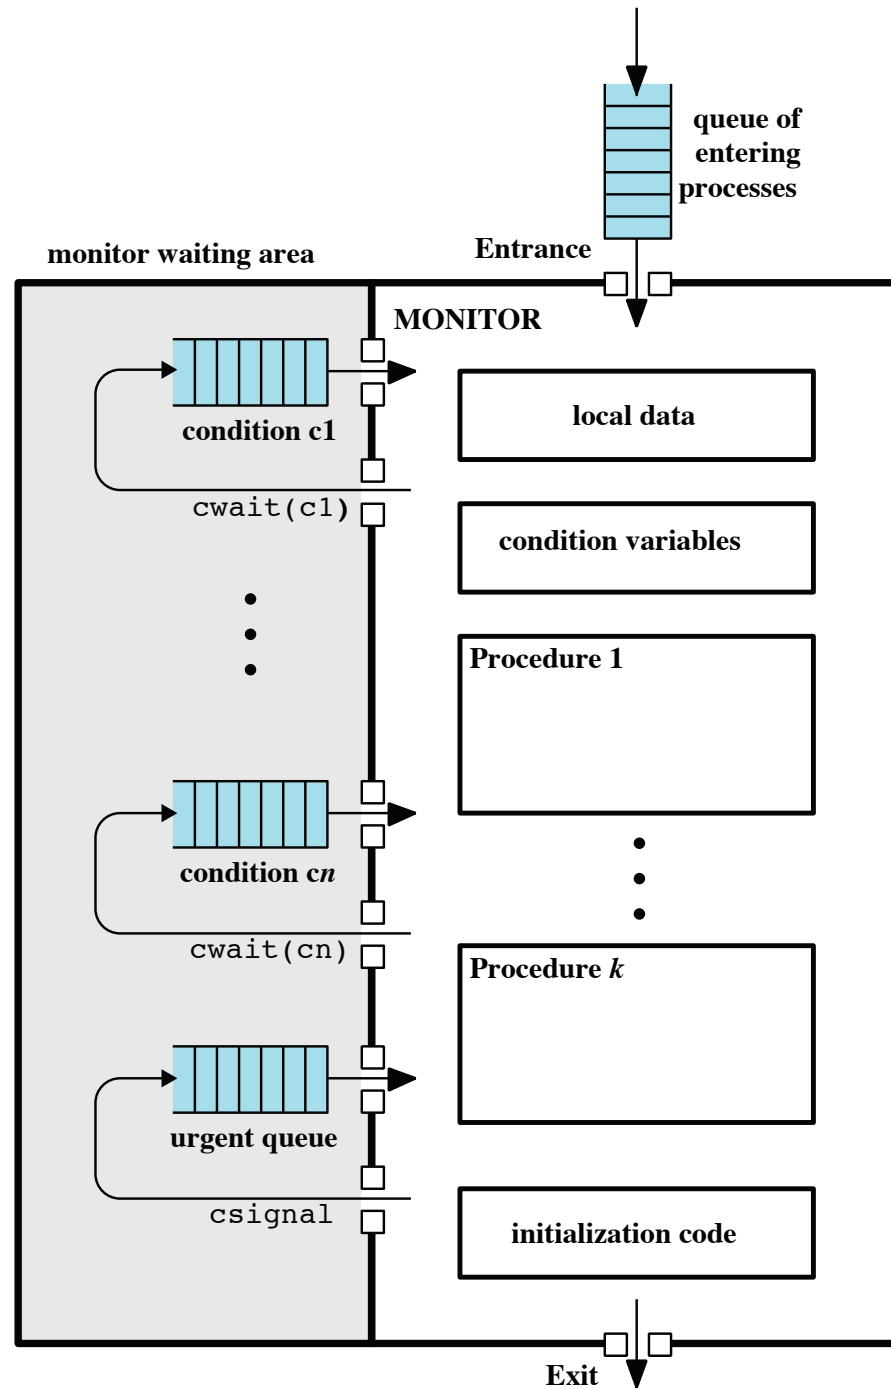 queue of
entering
processes
Entrance
monitor waiting area
MONITOR
condition c1
cwait(c1)
local data
condition variables
Procedure 1
condition cn
cwait(cn)
Procedure k
urgent queue
csignal
initialization code
Exit